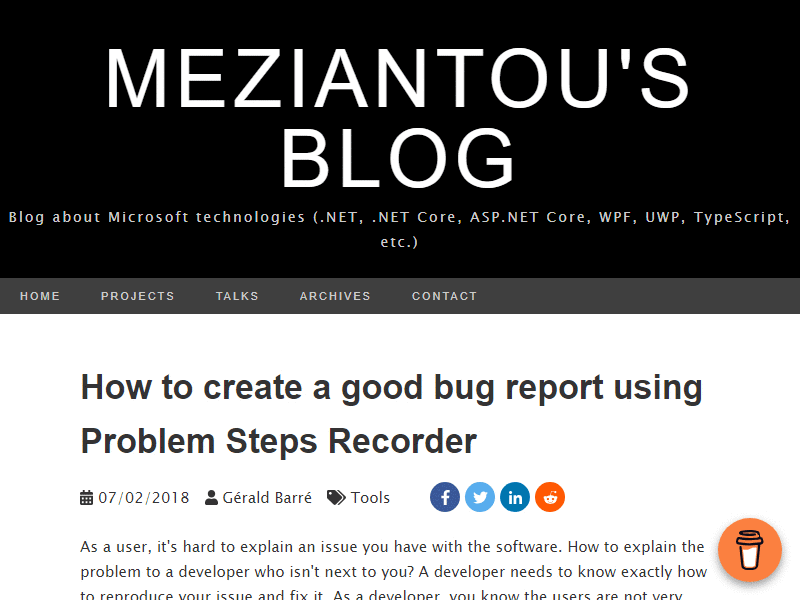 MEZIANTOU'S
BLOG
Blog about Microsoft technologies (.NET, .NET Core, ASP.NET Core, WPF, UWP, TypeScript,
etc.)
HOME PROJECTS TALKS ARCHIVES CONTACT
How to create a good bug report using
Problem Steps Recorder
07/02/2018 Gérald Barré Tools
As a user, it's hard to explain an issue you have with the software. How to explain the
problem to a developer who isn't next to you? A developer needs to know exactly how
to reproduce your issue and fix it. As a developer, you know the users are not very